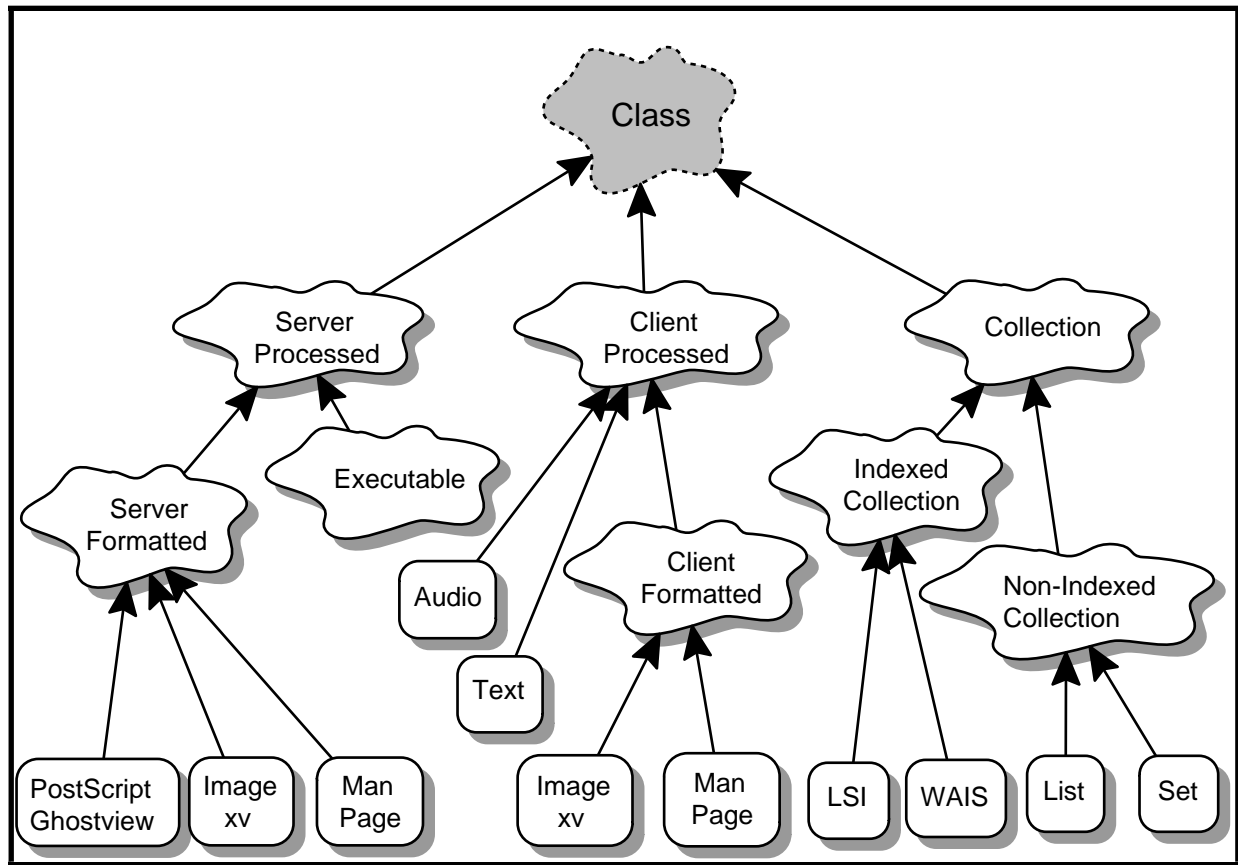 Class
Server
Processed
Client
Processed
Collection
Server
Formatted
Executable
Audio
Text
Client
Formatted
Indexed
Collection
Non-Indexed
Collection
PostScript
Ghostview
Image
xv
Man
Page
Image
xv
Man
Page
LSI
WAIS
List
Set